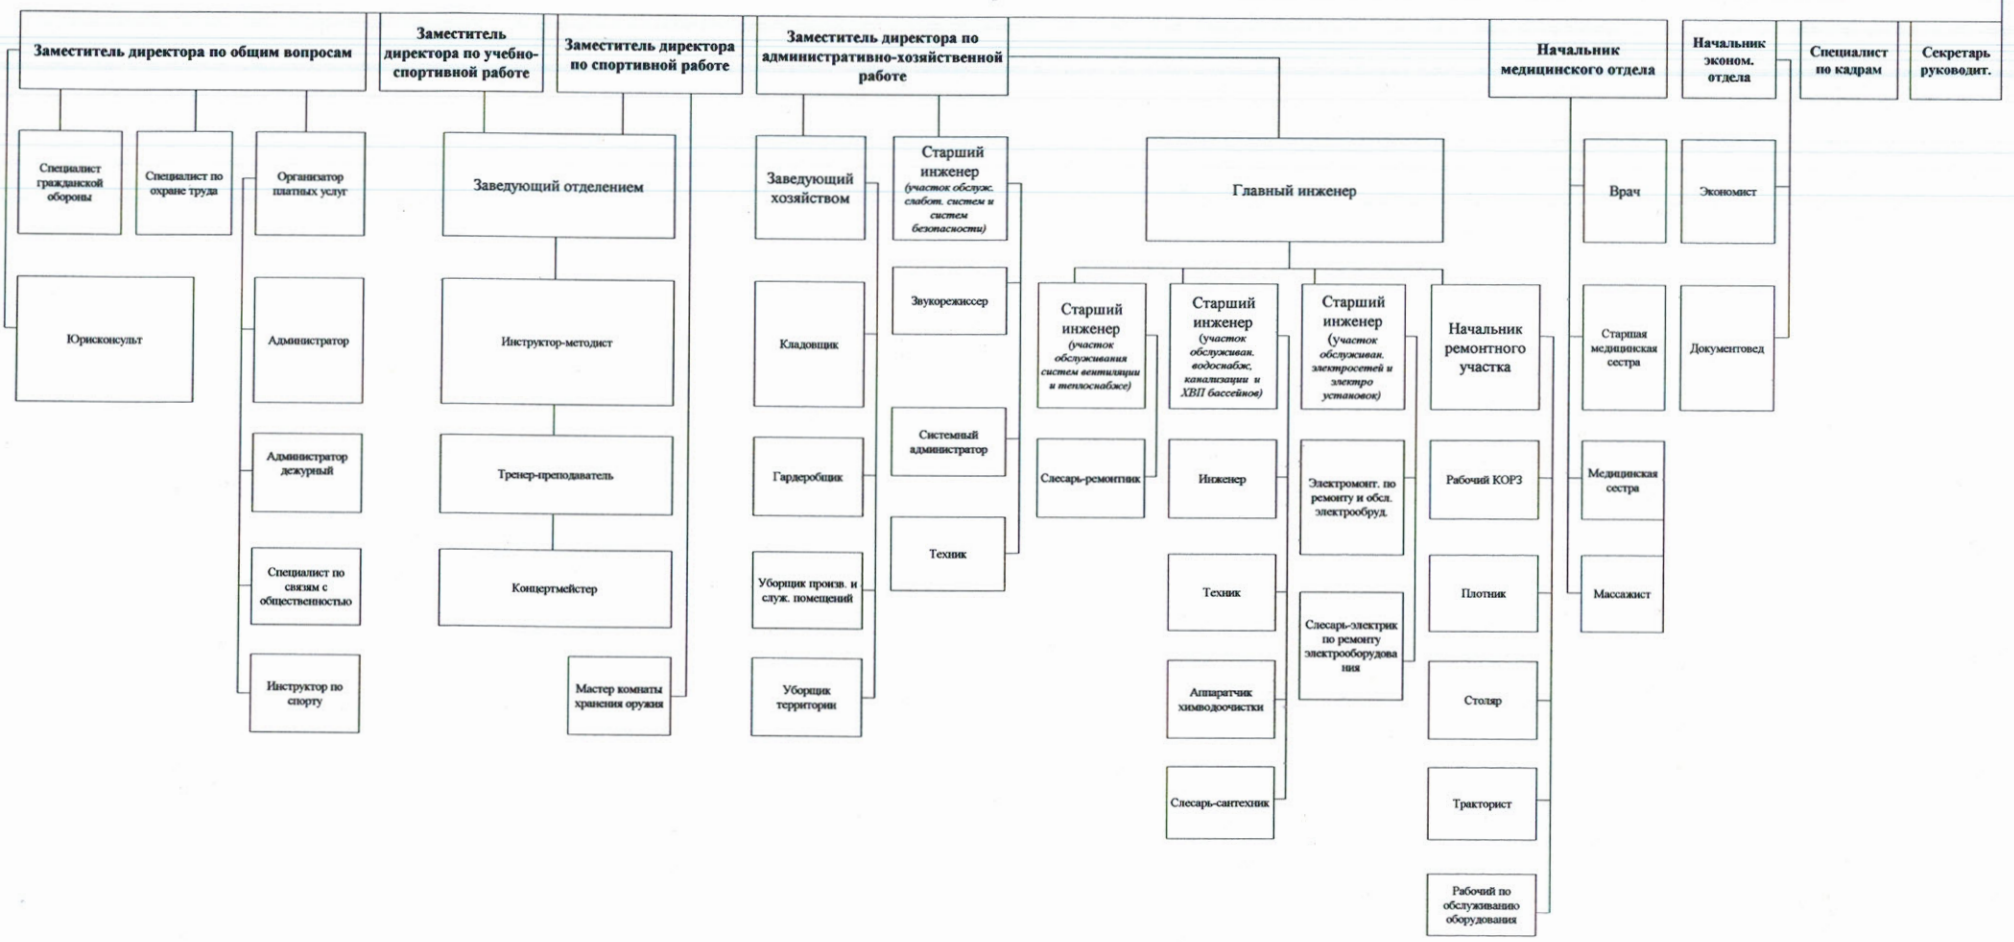 Заместитель директора по общим вопросам
Заместитель
директора по учебно-
спортивной работе
Заместитель директора
по спортивной работе
Заместитель директора по
административно-хозяйственной
работе
Начальник
медицинского отдела
Начальник
эконом.
отдела
Специалист
по кадрам
Секретарь
руководит.
Специалист
гражданской
обороны
Специалист по
охране труда
Организатор
платных услуг
Заведующий отделением
Заведующий
хозяйством
Старший
инженер
(участок обслуж.
слабот. систем и
систем
безопасности)
Главный инженер
Врач
Экономист
Юрисконсульт
Администратор
Инструктор-методист
Кладовщик
Звукорежиссер
Старший
инженер
(участок
обслуживания
систем вентиляции
и теплоснабже)
Старший
инженер
(участок
обслуживан.
водоснабж,
канализации и
ХВП бассейнов)
Старший
инженер
(участок
обслуживан.
электросетей и
электро
установок)
Начальник
ремонтного
участка
Старшая
медицинская
сестра
Документовед
Администратор
дежурный
Тренер-преподаватель
Гардеробщик
Системный
администратор
Слесарь-ремонтник
Инженер
Электромонт. по
ремонту и обсл.
электрообруд.
Рабочий КОРЗ
Медицинская
сестра
Специалист по
связям с
общественностью
Концертмейстер
Уборщик произв. и
служ. помещений
Техник
Техник
Слесарь-электрик
по ремонту
электрооборудова
ния
Плотник
Массажист
Инструктор по
спорту
Мастер комнаты
хранения оружия
Уборщик
территории
Аппаратчик
химводоочистки
Столяр
Слесарь-сантехник
Тракторист
Рабочий по
обслуживанию
оборудования